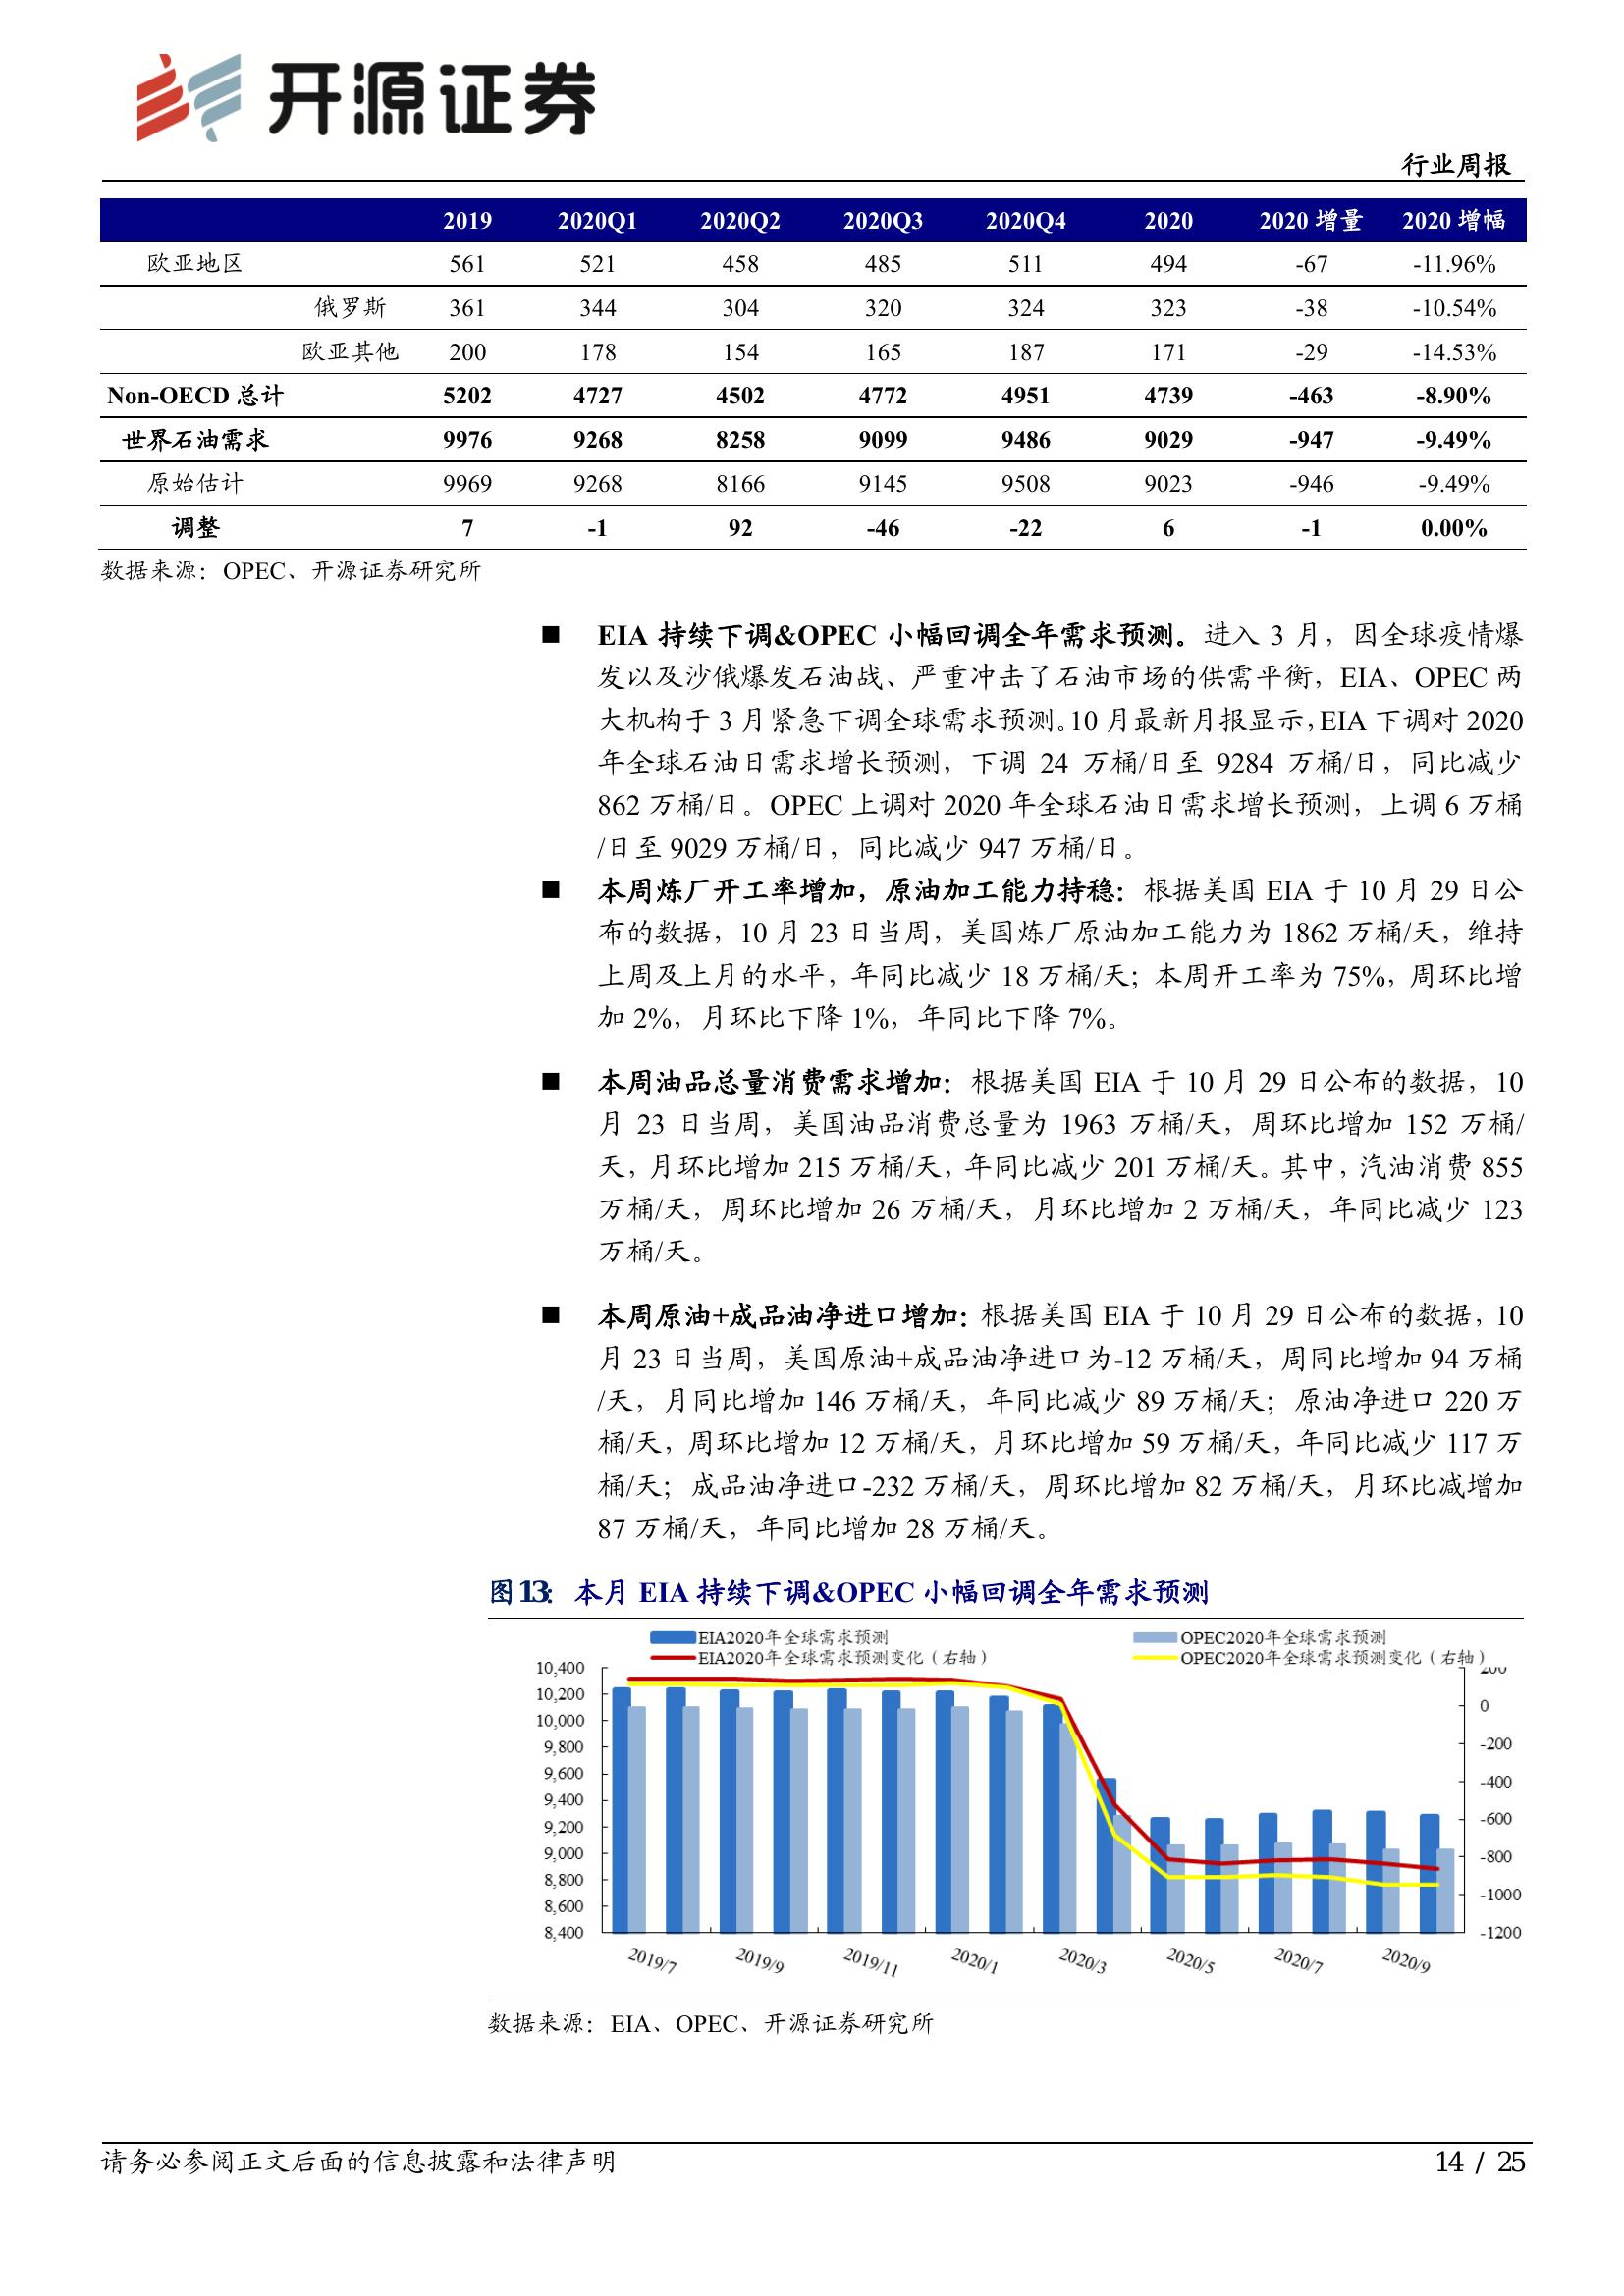 开源证券
行业周报
2019 2020Q1 2020Q2 2020Q3 2020Q4 2020 2020 增量 2020 增幅
欧亚地区 561 521 458 485 511 494 -67 -11.96%
俄罗斯 361 344 304 320 324 323 -38 -10.54%
欧亚其他 200 178 154 165 187 171 -29 -14.53%
Non-OECD 总计 5202 4727 4502 4772 4951 4739 -463 -8.90%
世界石油需求 9976 9268 8258 9099 9486 9029 -947 -9.49%
原始估计 9969 9268 8166 9145 9508 9023 -946 -9.49%
调整 7 -1 92 -46 -22 6 -1 0.00%
数据来源：OPEC、开源证券研究所
■ EIA 持续下调&OPEC 小幅回调全年需求预测。进入 3 月，因全球疫情爆
发以及沙俄爆发石油战、严重冲击了石油市场的供需平衡，EIA、OPEC 两
大机构于 3 月紧急下调全球需求预测。10 月最新月报显示，EIA 下调对 2020
年全球石油日需求增长预测，下调 24 万桶/日至 9284 万桶/日，同比减少
862 万桶/日。OPEC 上调对 2020 年全球石油日需求增长预测，上调 6 万桶
/日至 9029 万桶/日，同比减少 947 万桶/日。
■ 本周炼厂开工率增加，原油加工能力持稳：根据美国 EIA 于 10 月 29 日公
布的数据，10 月 23 日当周，美国炼厂原油加工能力为 1862 万桶/天，维持
上周及上月的水平，年同比减少 18 万桶/天；本周开工率为 75%，周环比增
加 2%，月环比下降 1%，年同比下降 7%。
■ 本周油品总量消费需求增加：根据美国 EIA 于 10 月 29 日公布的数据，10
月 23 日当周，美国油品消费总量为 1963 万桶/天，周环比增加 152 万桶/
天，月环比增加 215 万桶/天，年同比减少 201 万桶/天。其中，汽油消费 855
万桶/天，周环比增加 26 万桶/天，月环比增加 2 万桶/天，年同比减少 123
万桶/天。
■ 本周原油+成品油净进口增加：根据美国 EIA 于 10 月 29 日公布的数据，10
月 23 日当周，美国原油+成品油净进口为-12 万桶/天，周同比增加 94 万桶
/天，月同比增加 146 万桶/天，年同比减少 89 万桶/天；原油净进口 220 万
桶/天，周环比增加 12 万桶/天，月环比增加 59 万桶/天，年同比减少 117 万
桶/天；成品油净进口-232 万桶/天，周环比增加 82 万桶/天，月环比减增加
87 万桶/天，年同比增加 28 万桶/天。
图13：本月 EIA 持续下调&OPEC 小幅回调全年需求预测
EIA2020年全球需求预测 OPEC2020年全球需求预测
EIA2020年全球需求预测变化（右轴） OPEC2020年全球需求预测变化（右轴）
10,400 200
10,200 0
10,000
9,800 -200
9,600 -400
9,400
9,200 -600
9,000 -800
8,800
8,600 -1000
8,400 -1200
2019/7 2019/9 2019/11 2020/1 2020/3 2020/5 2020/7 2020/9
数据来源：EIA、OPEC、开源证券研究所
请务必参阅正文后面的信息披露和法律声明 14 / 25